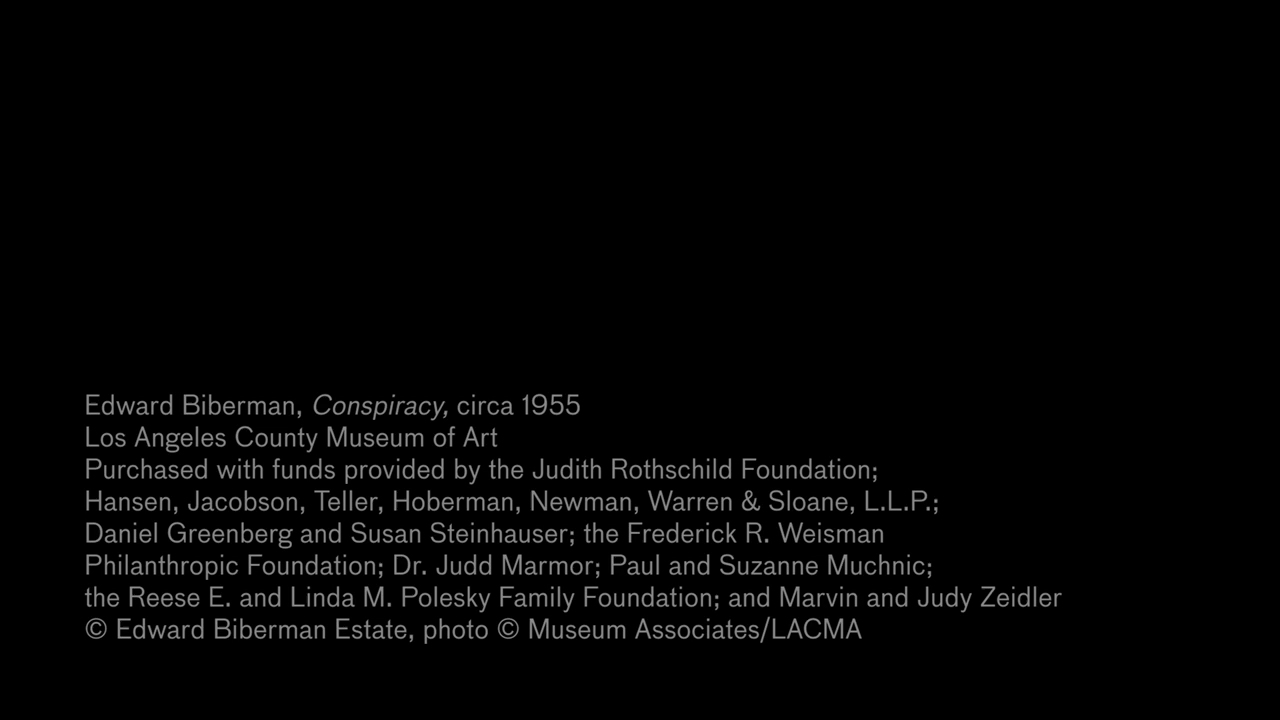 Edward Biberman, Conspiracy, circa 1955
Los Angeles County Museum of Art
Purchased with funds provided by the Judith Rothschild Foundation;
Hansen, Jacobson, Teller, Hoberman, Newman, Warren & Sloane, L.L.P.;
Daniel Greenberg and Susan Steinhauser; the Frederick R. Weisman
Philanthropic Foundation; Dr. Judd Marmor; Paul and Suzanne Muchnic;
the Reese E. and Linda M. Polesky Family Foundation; and Marvin and Judy Zeidler
© Edward Biberman Estate, photo © Museum Associates/LACMA